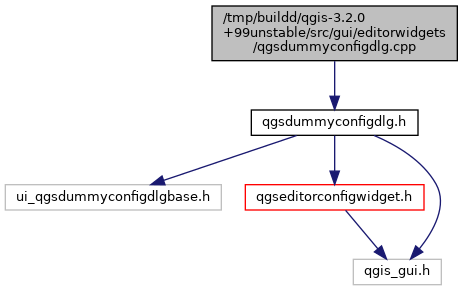 /tmp/buildd/qgis-3.2.0
+99unstable/src/gui/editorwidgets
/qgsdummyconfigdlg.cpp
qgsdummyconfigdlg.h
ui_qgsdummyconfigdlgbase.h
qgseditorconfigwidget.h
qgis_gui.h